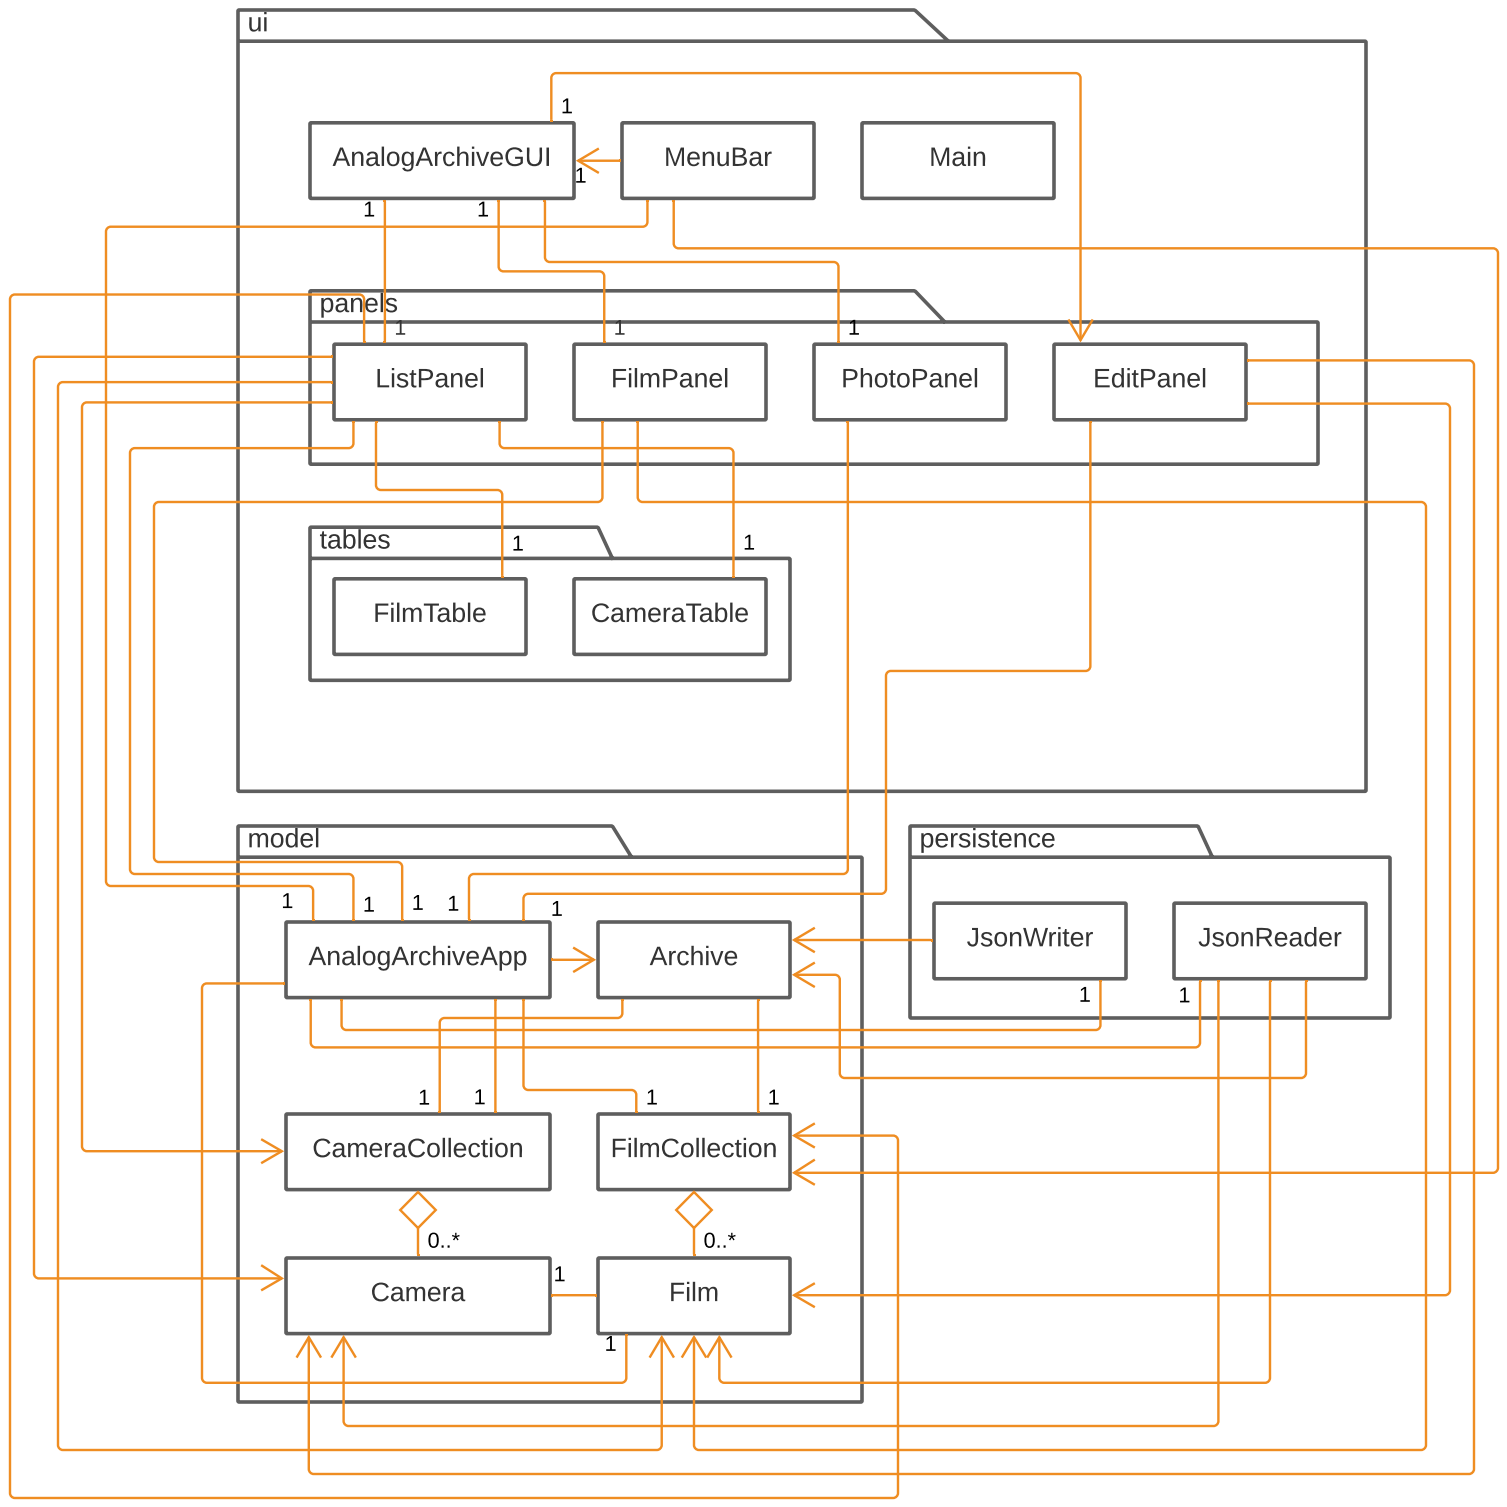 ui
1
AnalogArchiveGUI
MenuBar
Main
1
1
1
panels
1
1
1
ListPanel
FilmPanel
PhotoPanel
EditPanel
tables
1
1
FilmTable
CameraTable
model
persistence
1
1
1
1
1
AnalogArchiveApp
Archive
JsonWriter
JsonReader
1
1
1
1
1
1
CameraCollection
FilmCollection
0..*
0..*
Camera
1
Film
1